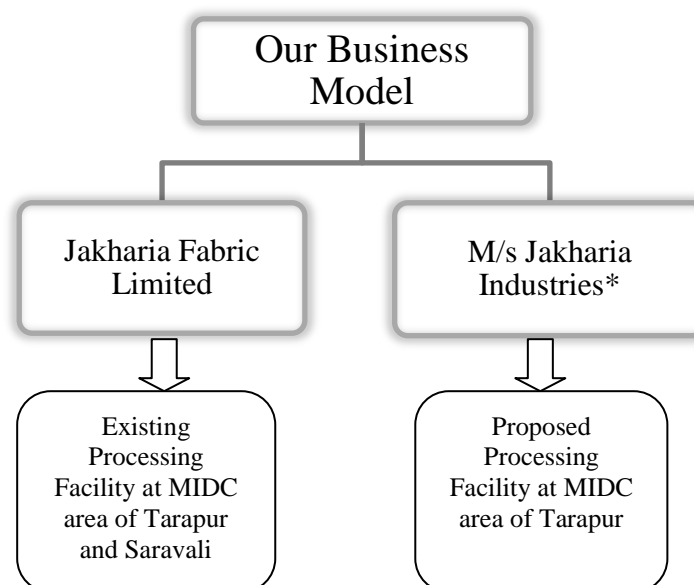 Our Business
Model
Jakharia Fabric
Limited
M/s Jakharia
Industries*
Existing
Processing
Facility at MIDC
area of Tarapur
and Saravali
Proposed
Processing
Facility at MIDC
area of Tarapur